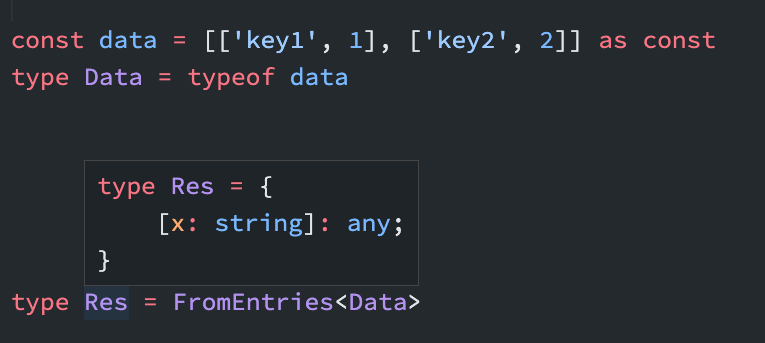 const data = [['key1', 1], ['key2', 2]] as const
type Data = typeof data
type Res = {
[x: string]: any;
}
type Res = FromEntries<Data>